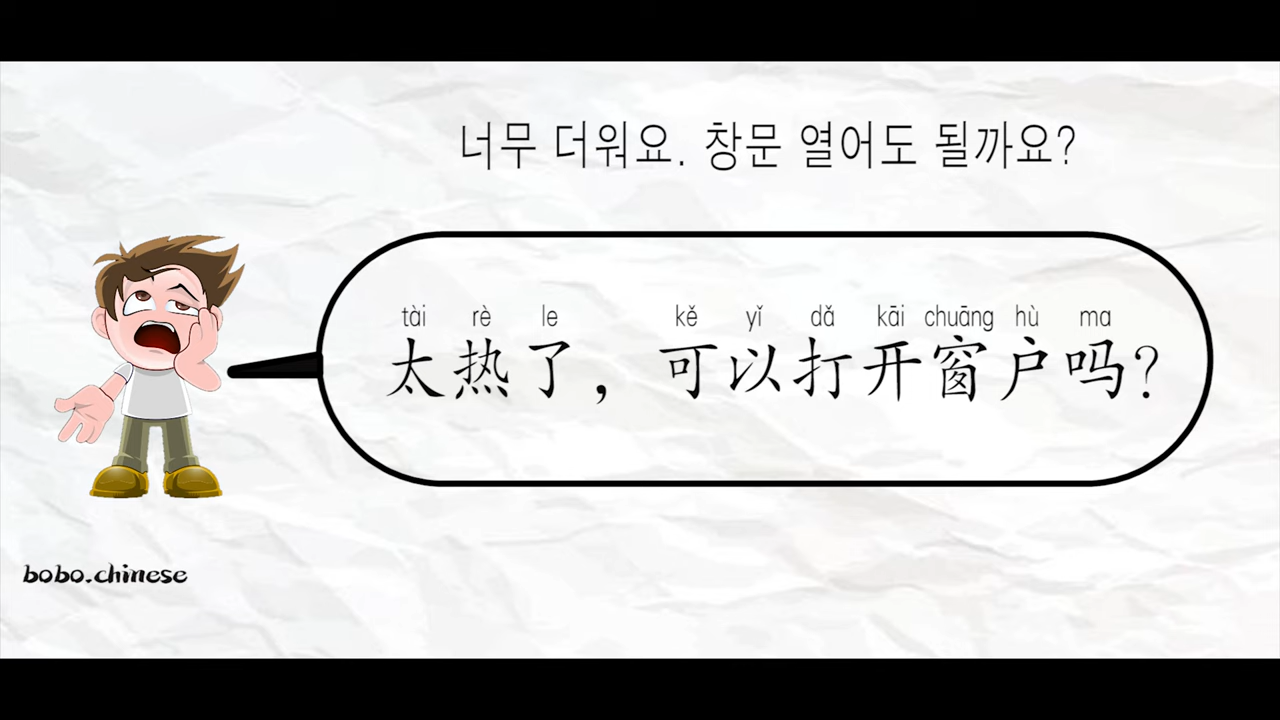 너무 더워요. 창문 열어도 될까요?
tài rè le kě yǐ dǎ kāi chuāng hù ma
太热了，可以打开窗户吗？
bobo.chinese